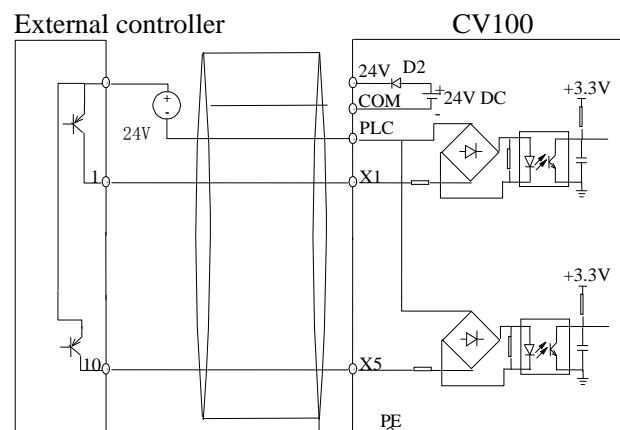 External controller
CV100
24V
D2
+
24V DC
-
COM
+3.3V
+
-
24V
PLC
1
X1
+3.3V
10
X5
PE